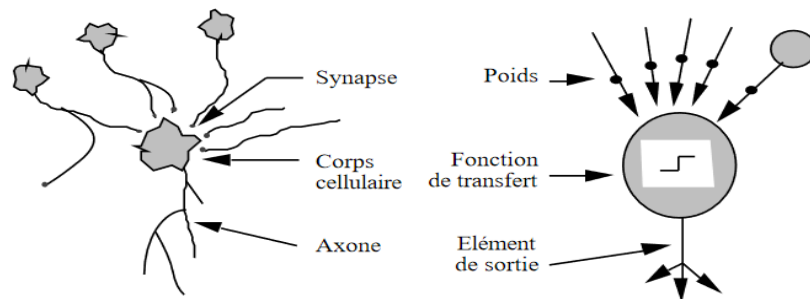 Synapse
Corps
cellulaire
Axone
Poids
Fonction
de transfert
Elément
de sortie